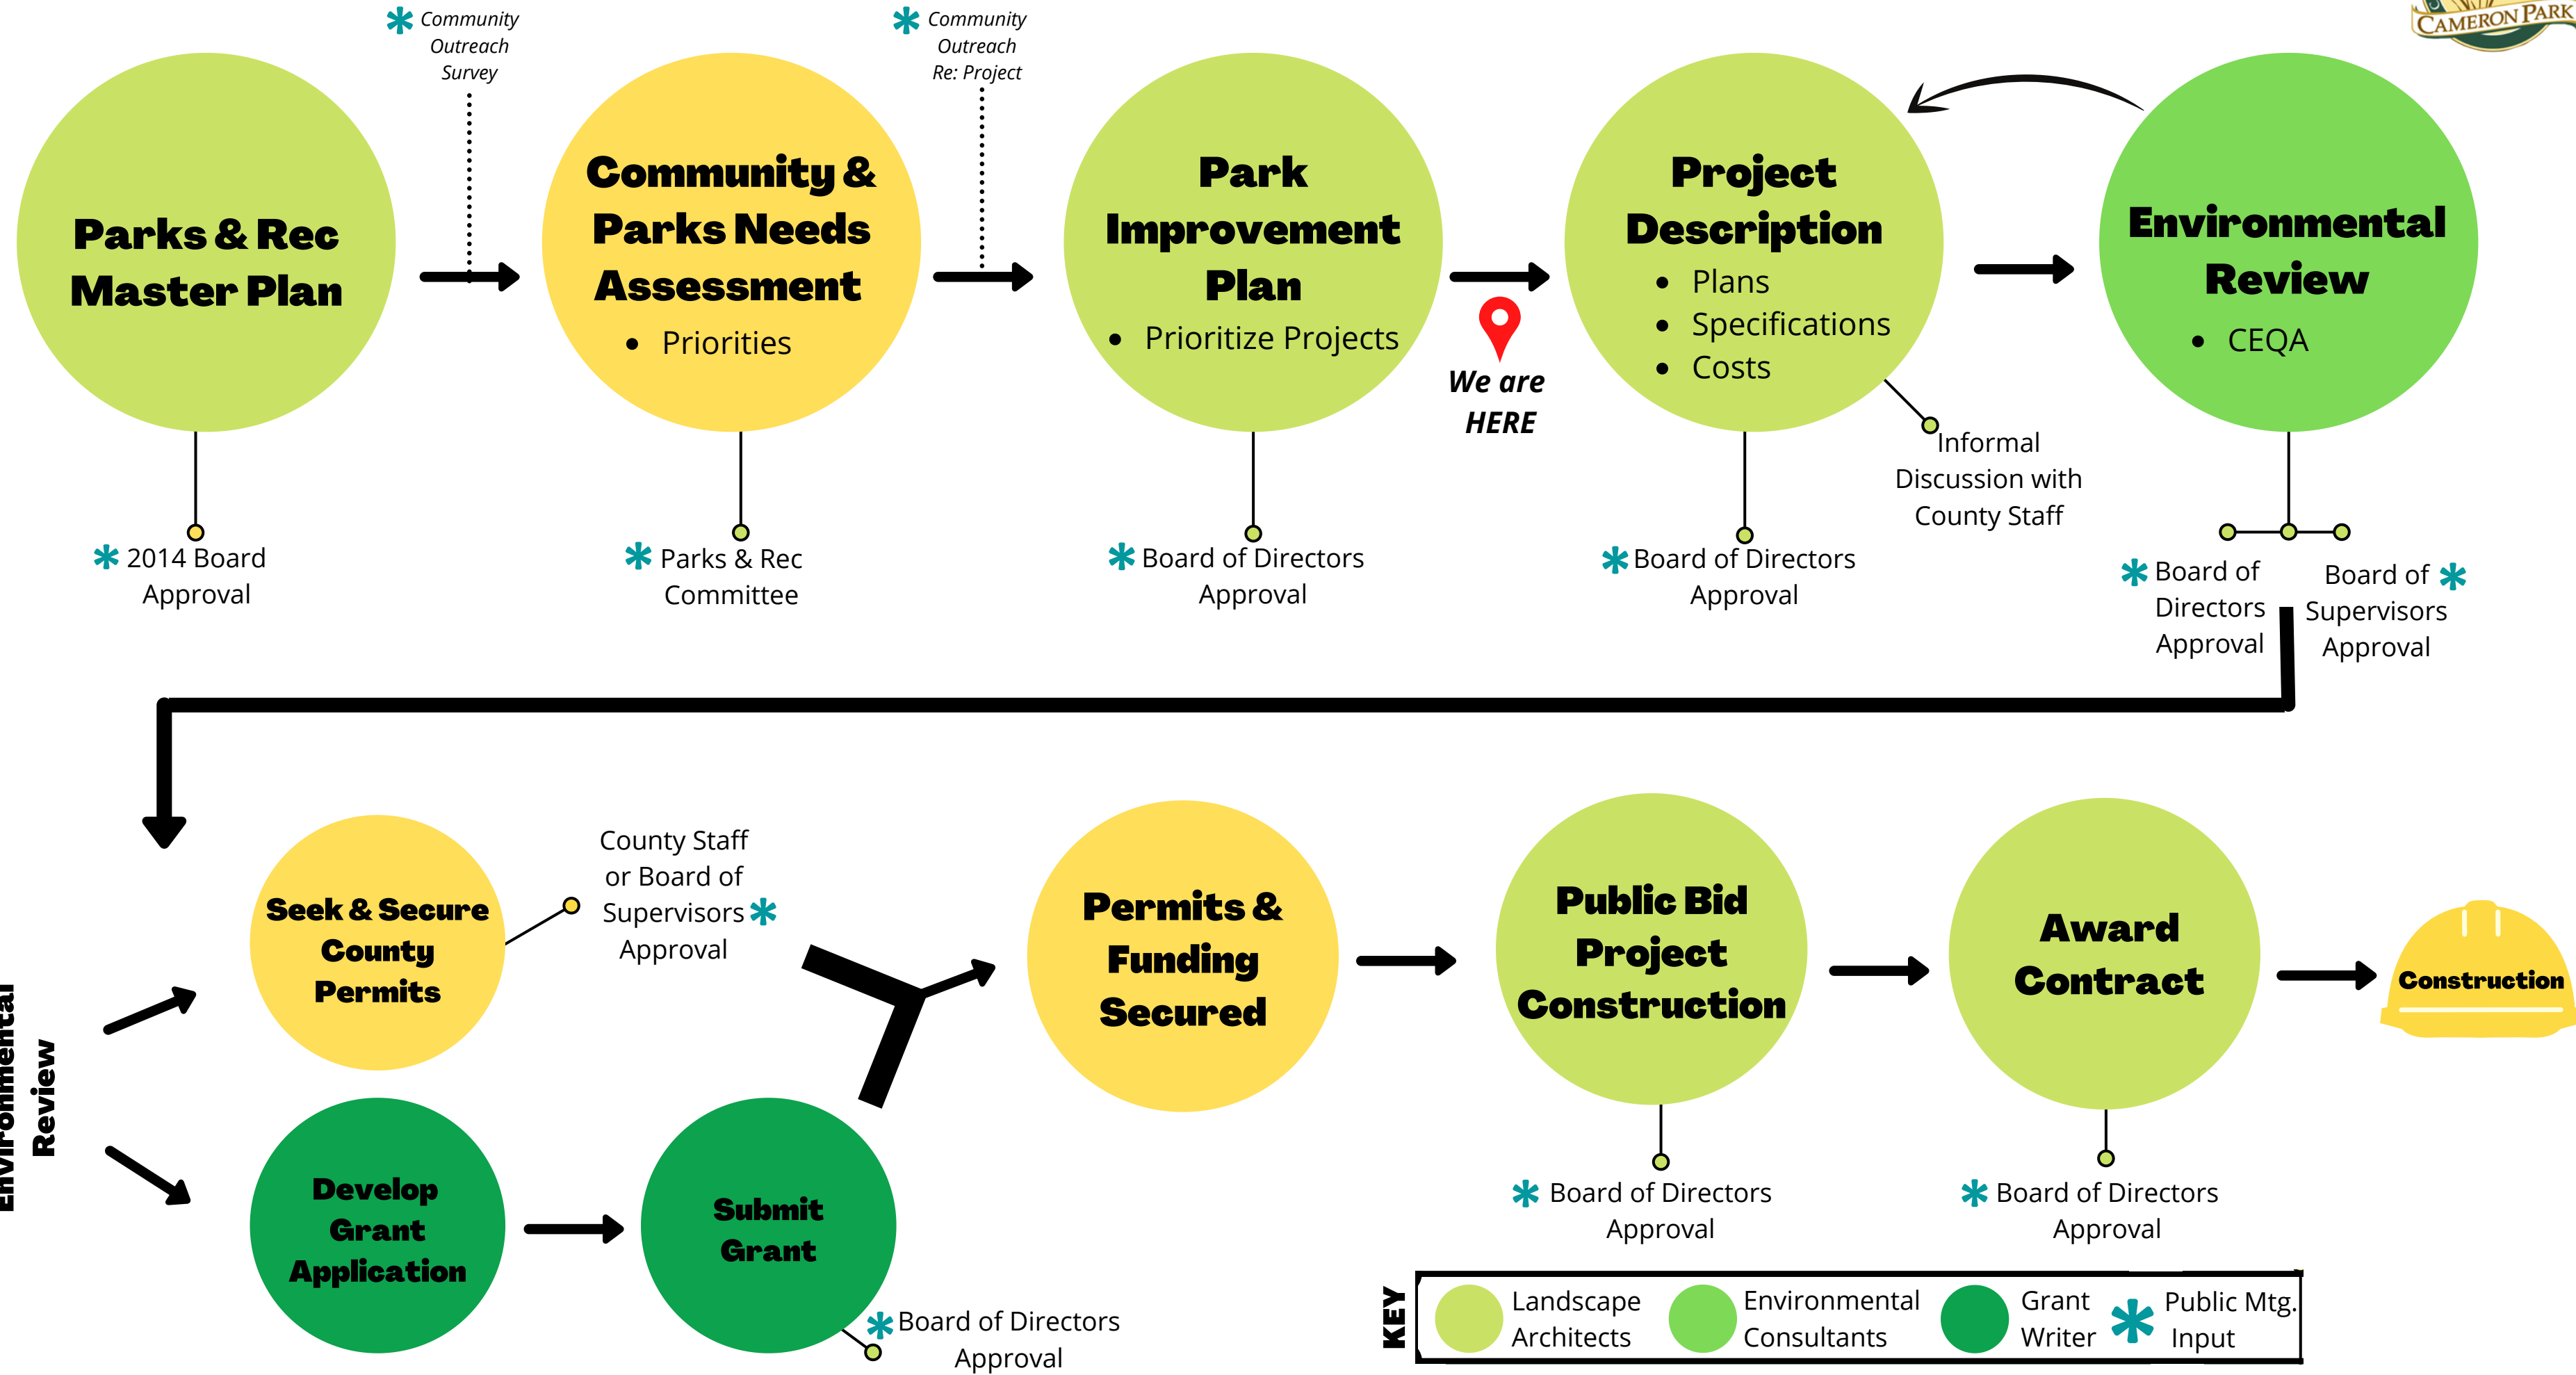 CAMERON PARK
Community
Outreach
Survey
Community
Outreach
Re: Project
Parks & Rec
Master Plan
Community &
Parks Needs
Assessment
• Priorities
Park
Improvement
Plan
• Prioritize Projects
We are
HERE
Project
Description
• Plans
• Specifications
• Costs
Environmental
Review
• CEQA
Informal
Discussion with
County Staff
* 2014 Board
Approval
* Parks & Rec
Committee
* Board of Directors
Approval
* Board of Directors
Approval
* Board of
Directors
Approval
Board of *
Supervisors
Approval
Environmental
Review
Seek & Secure
County
Permits
County Staff
or Board of
Supervisors *
Approval
Develop
Grant
Application
Submit
Grant
* Board of Directors
Approval
Permits &
Funding
Secured
Public Bid
Project
Construction
* Board of Directors
Approval
Award
Contract
* Board of Directors
Approval
Construction
KEY
Landscape
Architects
Environmental
Consultants
Grant
Writer
* Public Mtg.
Input